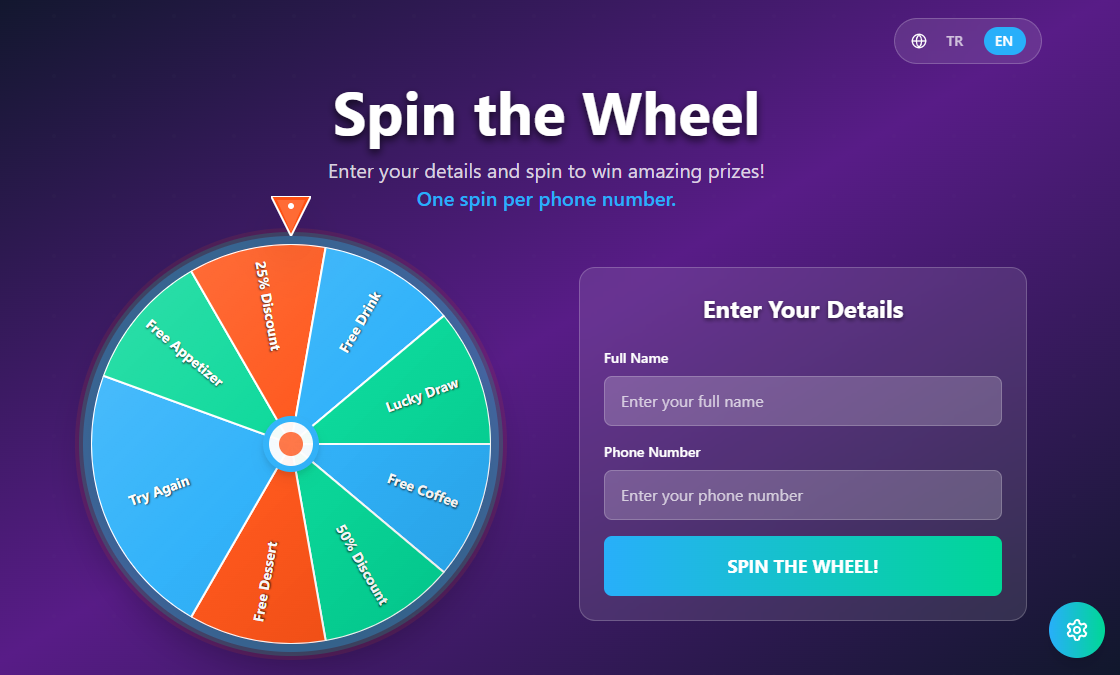 TR
EN
Spin the Wheel
Enter your details and spin to win amazing prizes!
One spin per phone number.
25% Discount
Free Drink
Lucky Draw
Free Coffee
50% Discount
Free Dessert
Try Again
Free Appetizer
Enter Your Details
Full Name
Enter your full name
Phone Number
Enter your phone number
SPIN THE WHEEL!